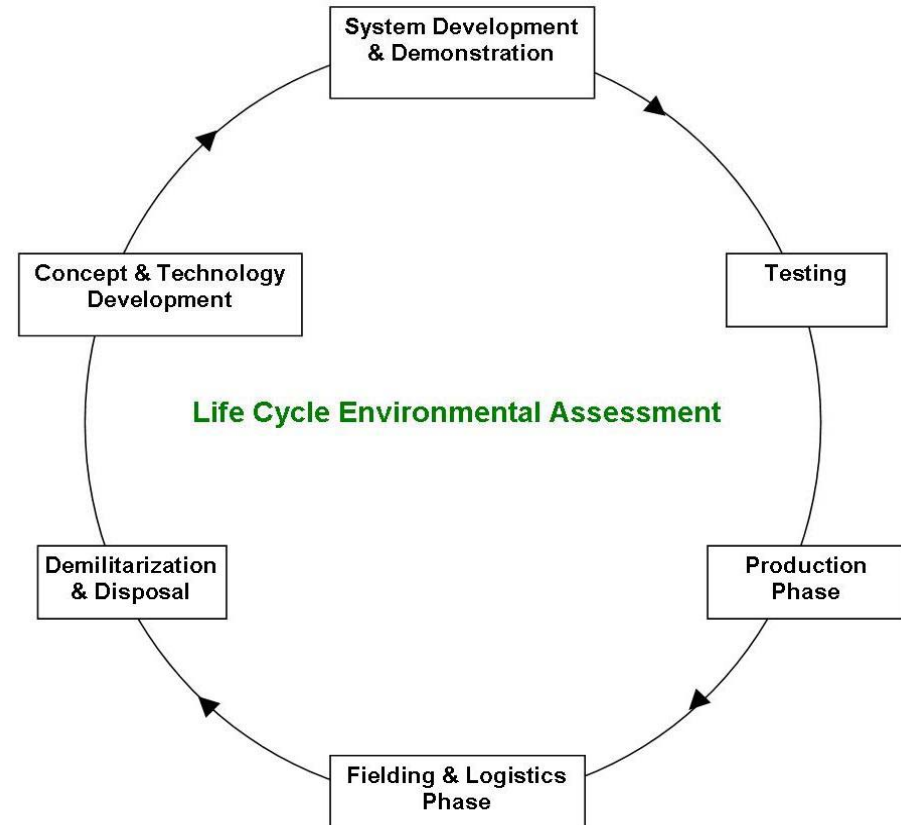 System Development
& Demonstration
Concept & Technology
Development
Testing
Life Cycle Environmental Assessment
Demilitarization
& Disposal
Production
Phase
Fielding & Logistics
Phase